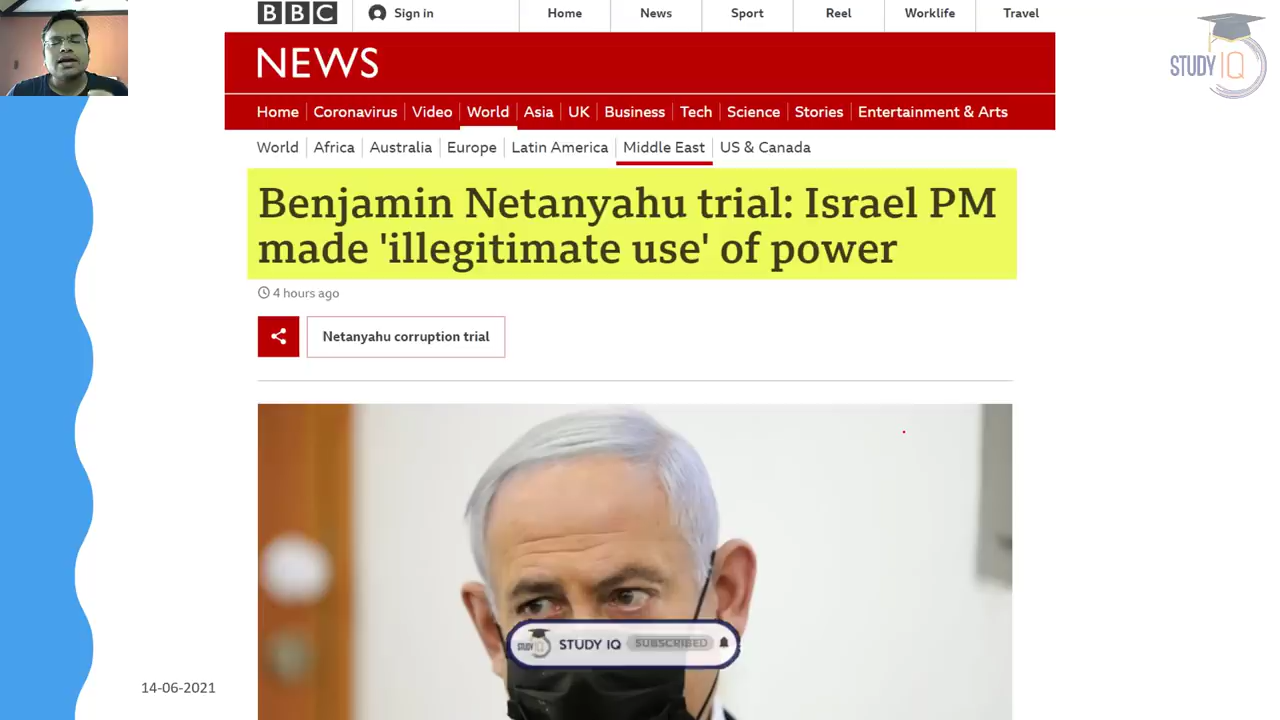 BBC Sign in Home News Sport Reel Worklife Travel
NEWS
Home Coronavirus Video World Asia UK Business Tech Science Stories Entertainment & Arts
World Africa Australia Europe Latin America Middle East US & Canada
Benjamin Netanyahu trial: Israel PM
made 'illegitimate use' of power
4 hours ago
Netanyahu corruption trial
STUDY IQ SUBSCRIBED
14-06-2021
STUDY IQ